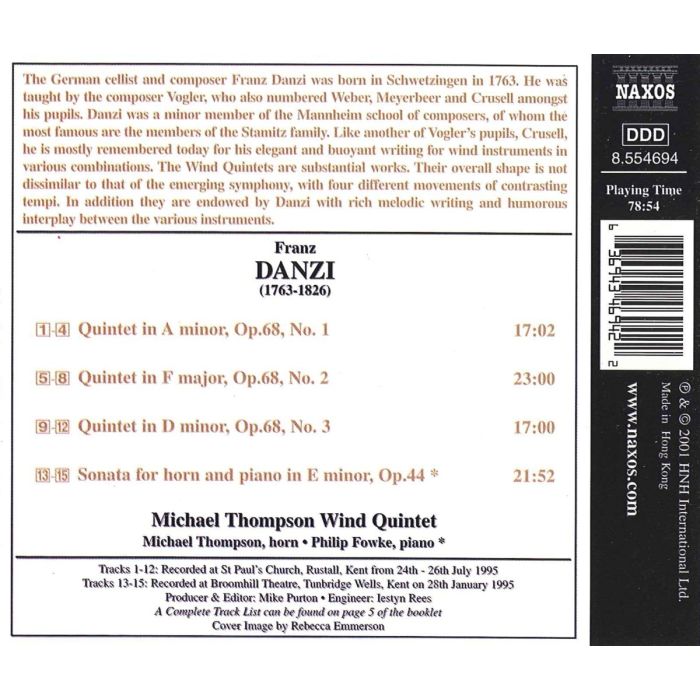 The German cellist and composer Franz Danzi was born in Schwetzingen in 1763. He was
taught by the composer Vogler, who also numbered Weber, Meyerbeer and Crusell amongst
his pupils. Danzi was a minor member of the Mannheim school of composers, of whom the
most famous are the members of the Stamitz family. Like another of Vogler's pupils, Crusell,
he is mostly remembered today for his elegant and buoyant writing for wind instruments in
various combinations. The Wind Quintets are substantial works. Their overall shape is not
dissimilar to that of the emerging symphony, with four different movements of contrasting
tempi. In addition they are endowed by Danzi with rich melodic writing and humorous
interplay between the various instruments.
Franz
DANZI
(1763-1826)
1-4 Quintet in A minor, Op.68, No. 1 17:02
5-8 Quintet in F major, Op.68, No. 2 23:00
9-12 Quintet in D minor, Op.68, No. 3 17:00
13-15 Sonata for horn and piano in E minor, Op.44 * 21:52
Michael Thompson Wind Quintet
Michael Thompson, horn • Philip Fowke, piano *
Tracks 1-12: Recorded at St Paul's Church, Rustall, Kent from 24th - 26th July 1995
Tracks 13-15: Recorded at Broomhill Theatre, Tunbridge Wells, Kent on 28th January 1995
Producer & Editor: Mike Purton • Engineer: Iestyn Rees
A Complete Track List can be found on page 5 of the booklet
Cover Image by Rebecca Emmerson
NAXOS
DDD
8.554694
Playing Time
78:54
6 36943 46942 2
www.naxos.com
℗ & © 2001 HNH International Ltd.
Made in Hong Kong